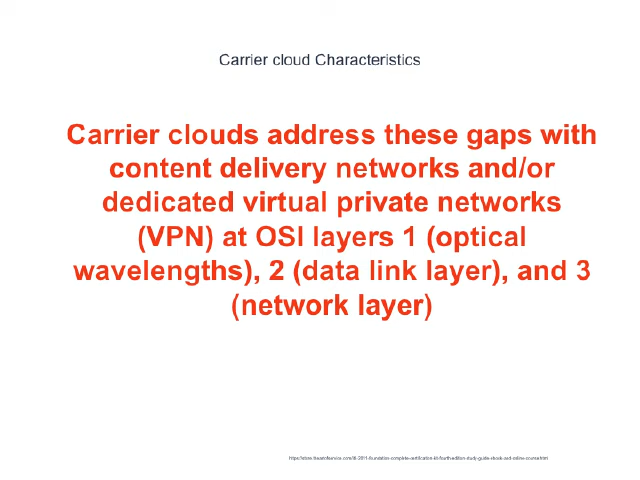 Carrier cloud Characteristics
Carrier clouds address these gaps with
content delivery networks and/or
dedicated virtual private networks
(VPN) at OSI layers 1 (optical
wavelengths), 2 (data link layer), and 3
(network layer)